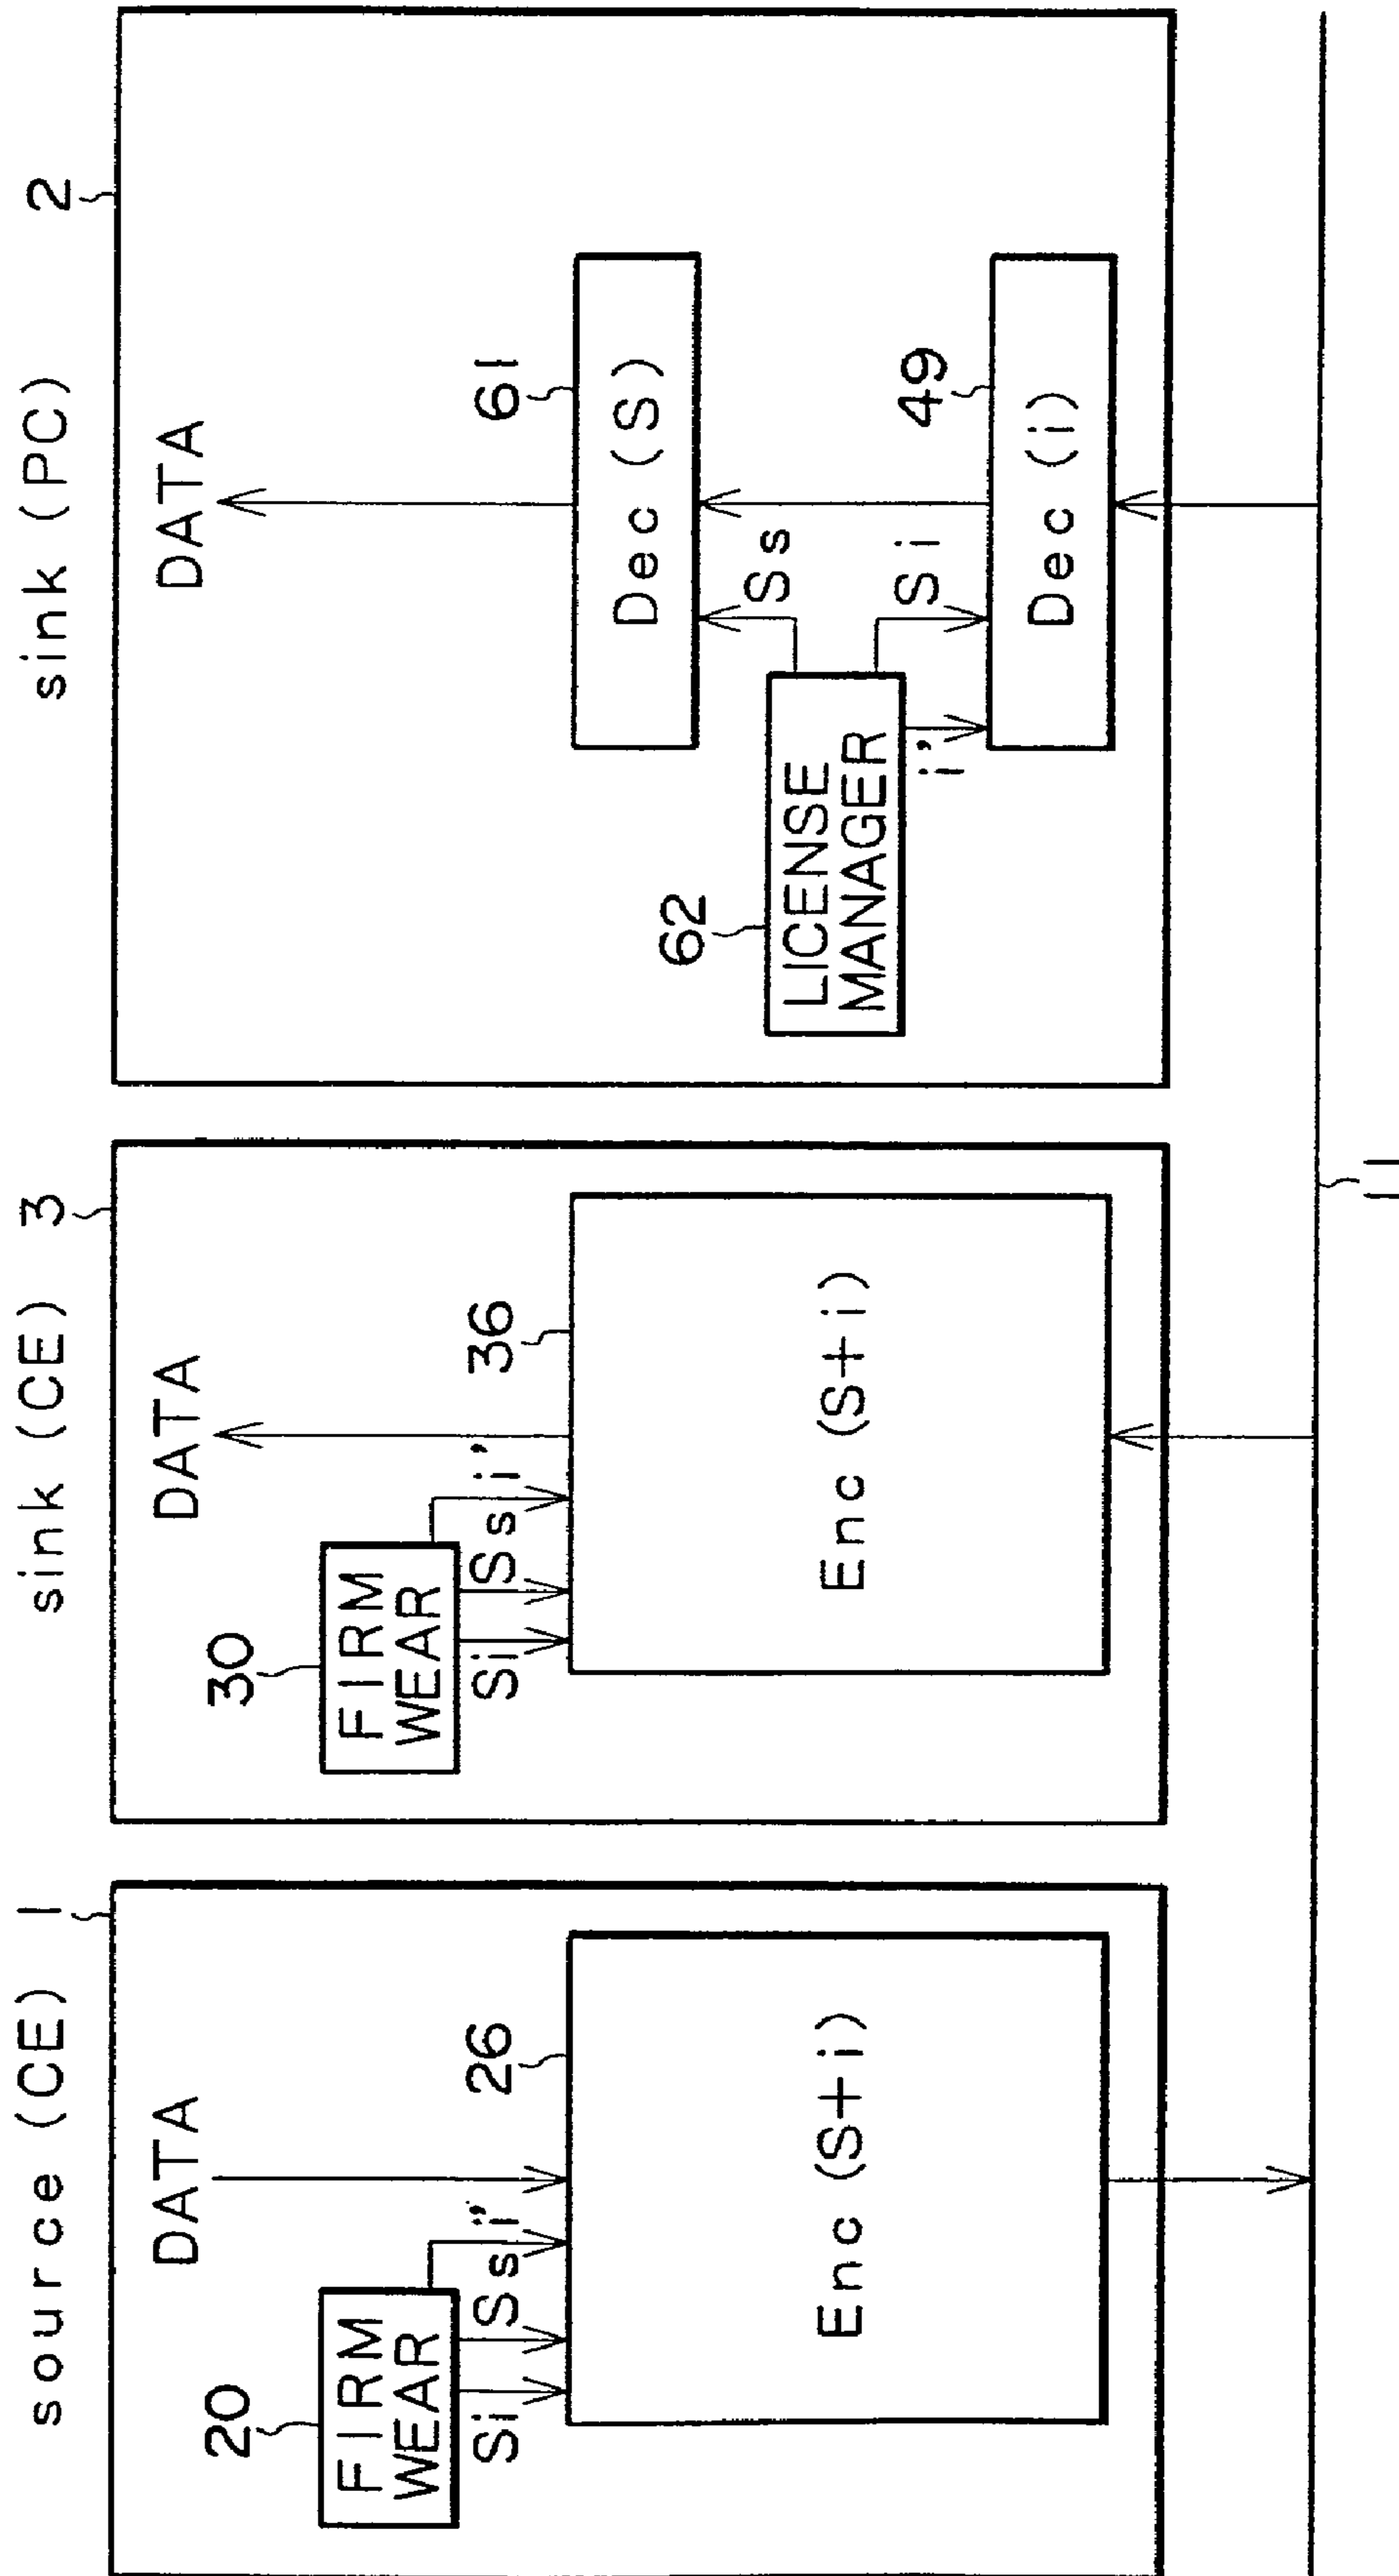 source (CE) 1
DATA
20
FIRM
WEAR
Si
Ss
i'
26
Enc (S+i)
sink (CE) 3
DATA
30
FIRM
WEAR
Si
Ss
i'
36
Enc (S+i)
sink (PC)
2
DATA
61
Dec (S)
62
LICENSE
MANAGER
Ss
Si
i'
49
Dec (i)
11